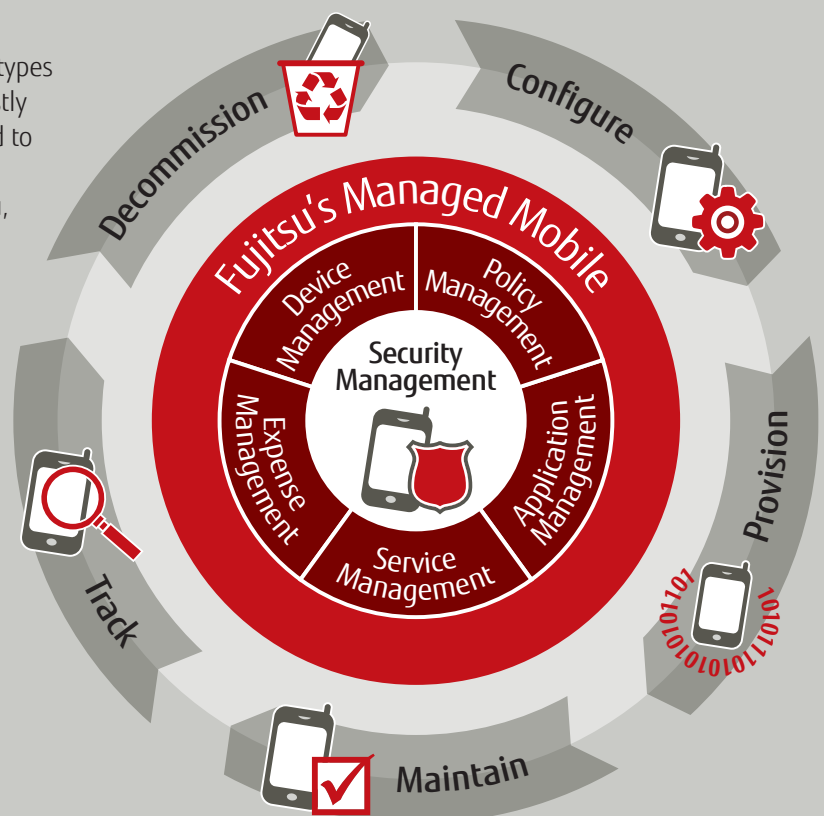 types
tly
d to
,
Decommission
Configure
Fujitsu's Managed Mobile
Device
Management
Policy
Management
Security
Management
Expense
Management
Application
Management
Service
Management
Provision
Track
Maintain